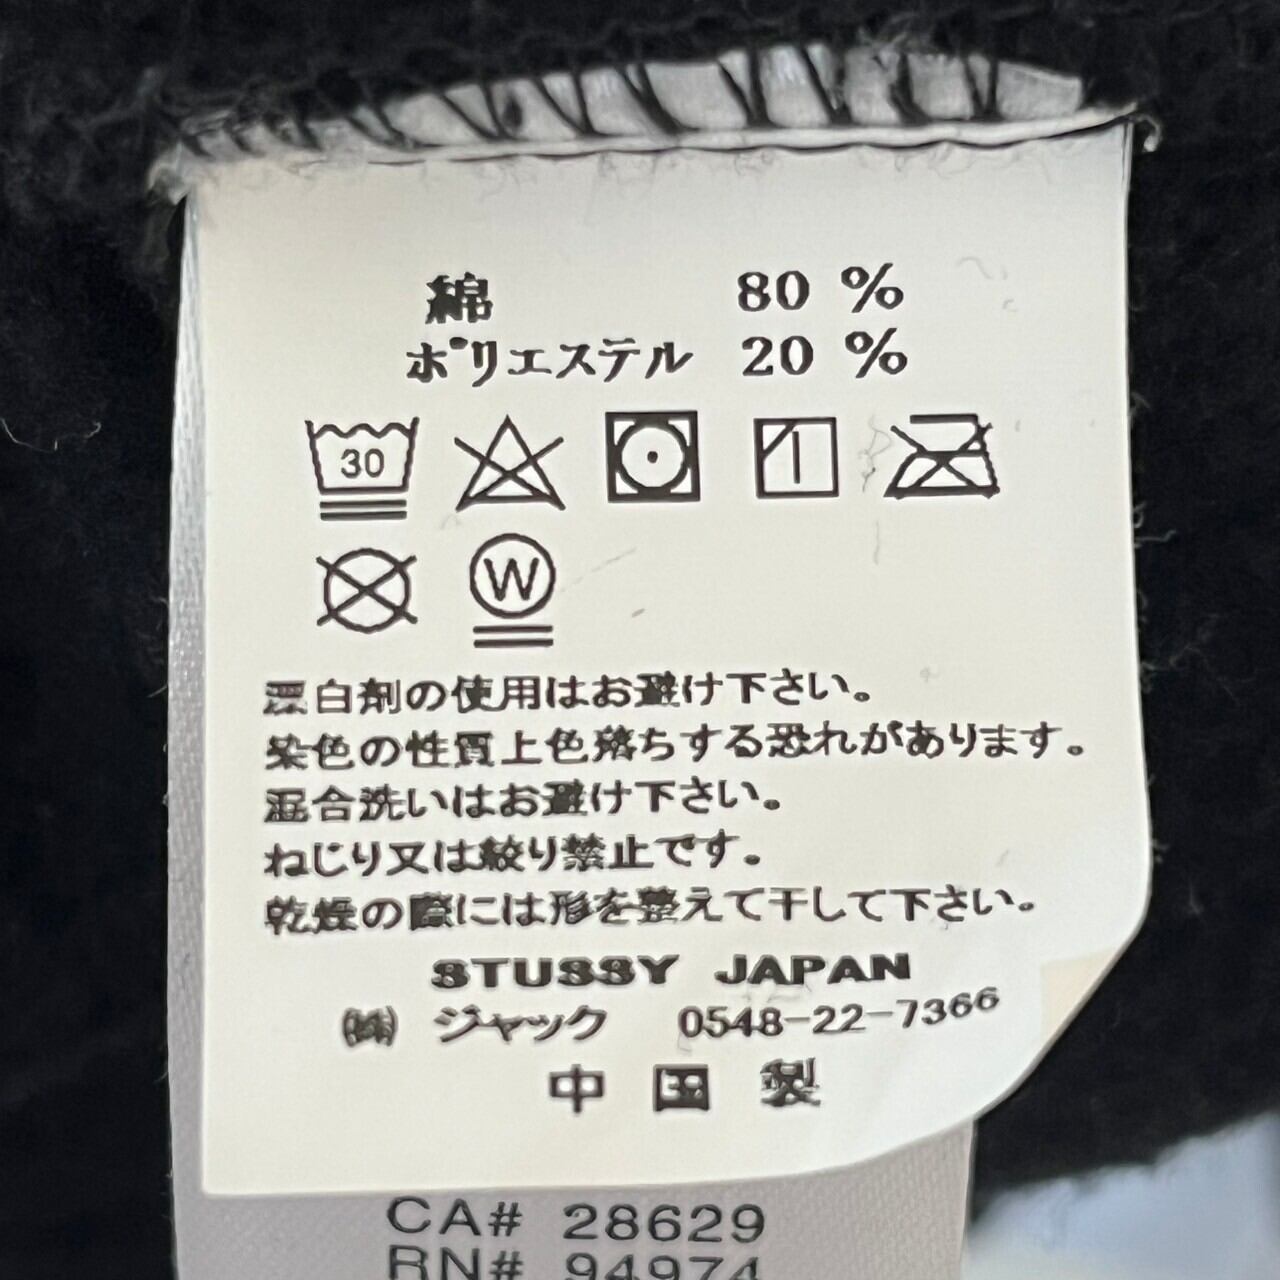 綿 80 %
ポリエステル 20 %
30
W
漂白剤の使用はお避け下さい。
染色の性質上色落ちする恐れがあります。
混合洗いはお避け下さい。
ねじり又は絞り禁止です。
乾燥の際には形を整えて干して下さい。
STUSSY JAPAN
㈱ ジャック 0548-22-7366
中国製
CA# 28629
RN# 94974